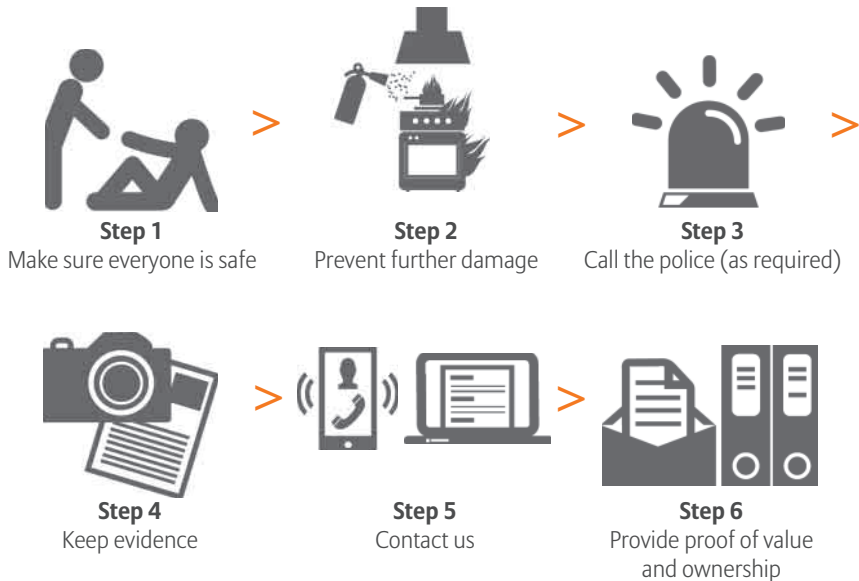 Step 1
Make sure everyone is safe
Step 2
Prevent further damage
Step 3
Call the police (as required)
Step 4
Keep evidence
Step 5
Contact us
Step 6
Provide proof of value
and ownership